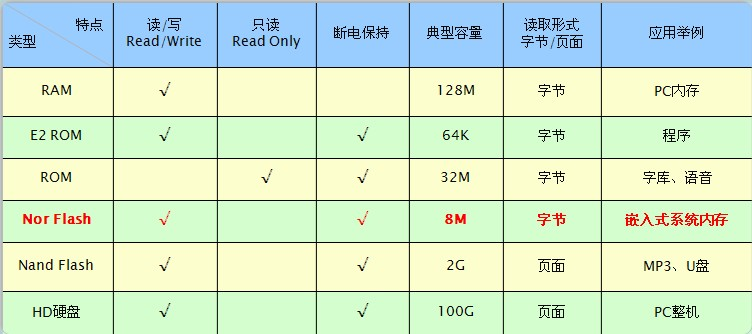 特点
类型
读/写
Read/Write
只读
Read Only
断电保持
典型容量
读取形式
字节/页面
应用举例
RAM √ 128M 字节 PC内存
E2 ROM √ √ 64K 字节 程序
ROM √ √ 32M 字节 字库、语音
Nor Flash √ √ 8M 字节 嵌入式系统内存
Nand Flash √ √ 2G 页面 MP3、U盘
HD硬盘 √ √ 100G 页面 PC整机